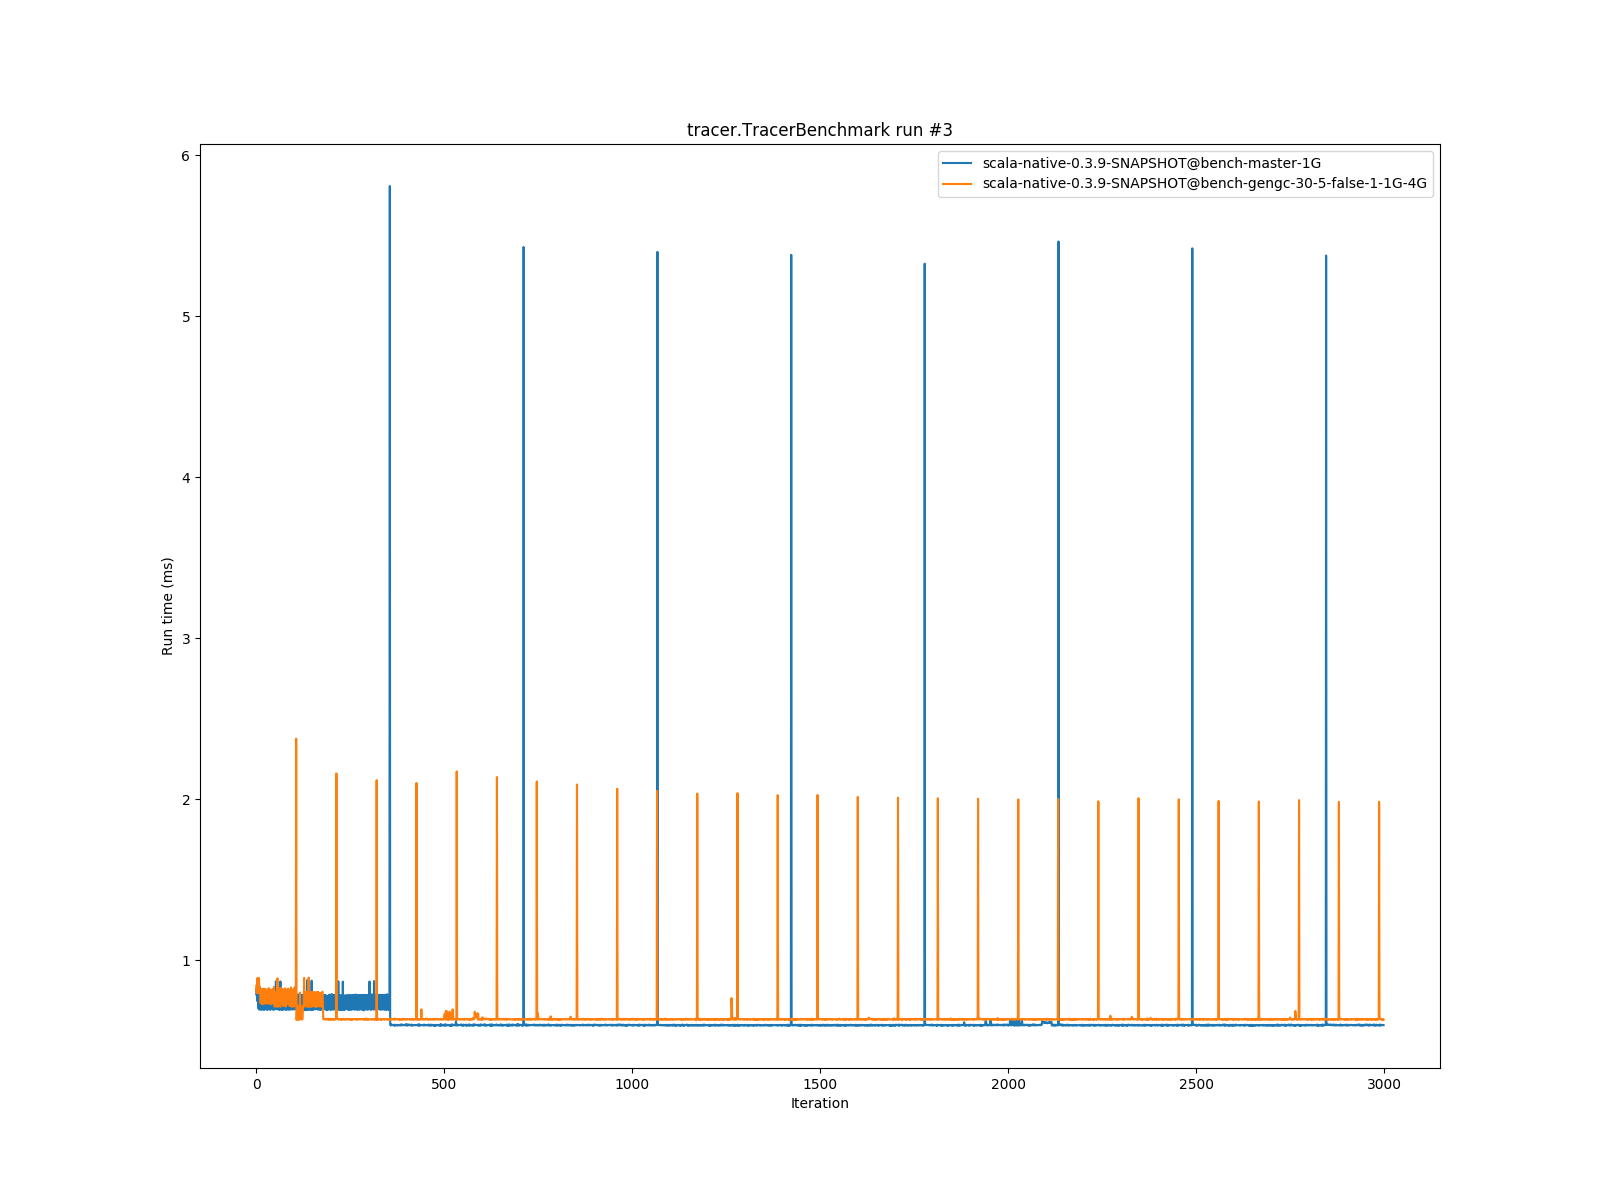 tracer.TracerBenchmark run #3
scala-native-0.3.9-SNAPSHOT@bench-master-1G
scala-native-0.3.9-SNAPSHOT@bench-gengc-30-5-false-1-1G-4G
6
5
4
3
2
1
Run time (ms)
0
500
1000
1500
2000
2500
3000
Iteration